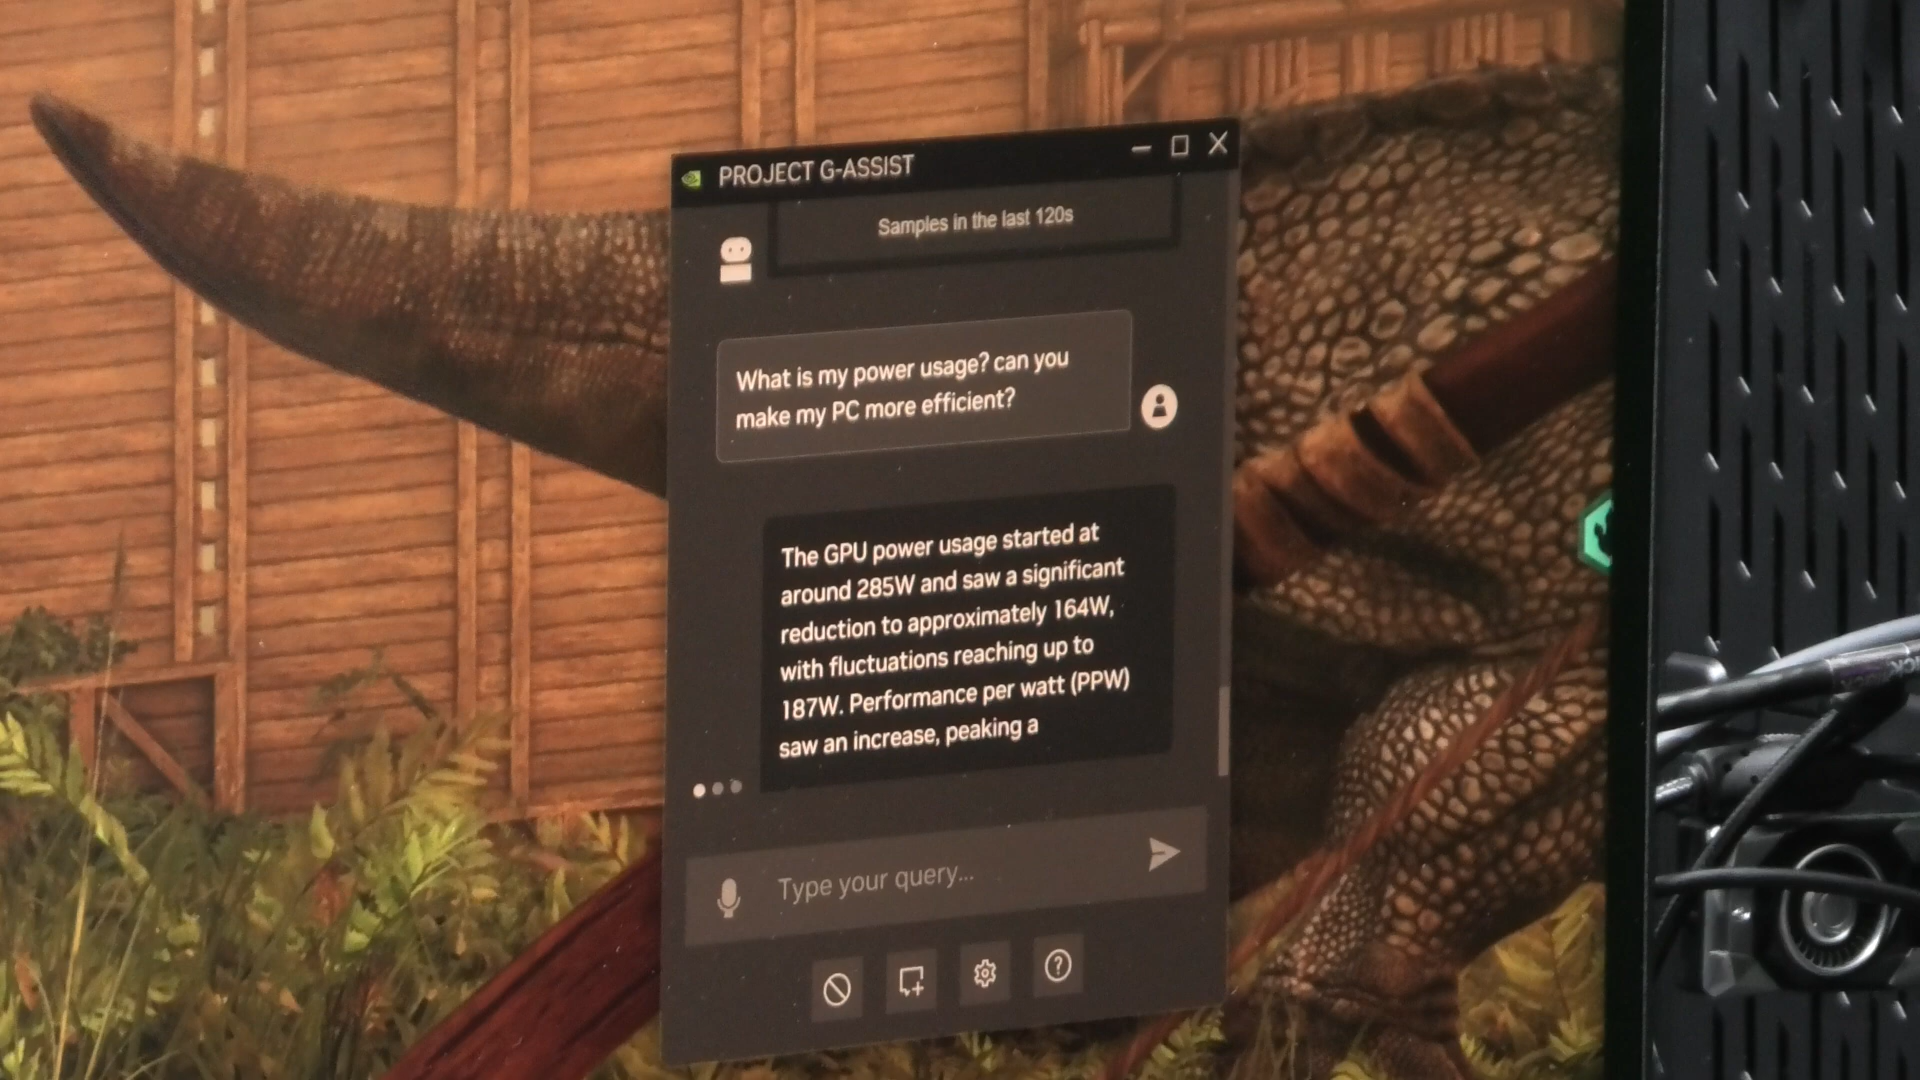 PROJECT G-ASSIST
Samples in the last 120s
What is my power usage? can you
make my PC more efficient?
The GPU power usage started at
around 285W and saw a significant
reduction to approximately 164W,
with fluctuations reaching up to
187W. Performance per watt (PPW)
saw an increase, peaking a
Type your query...